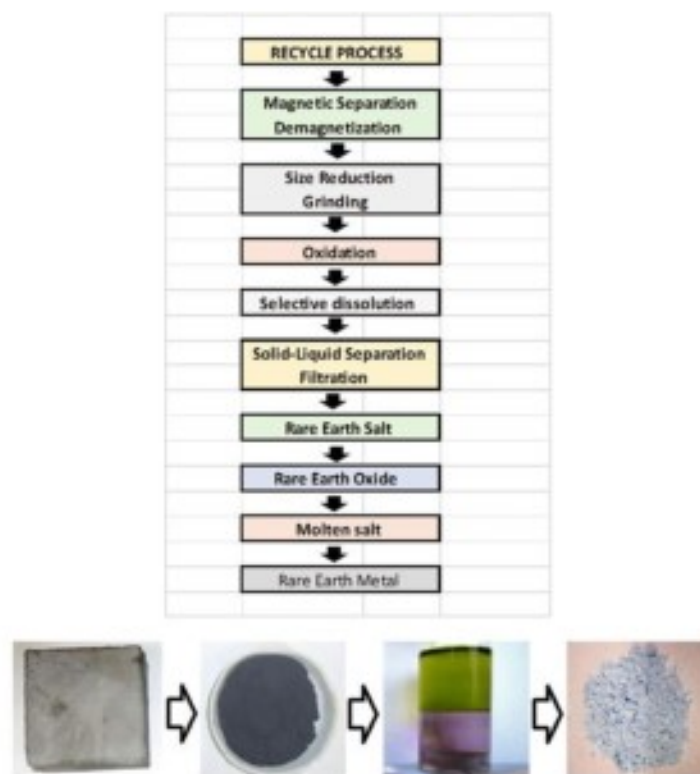 RECYCLE PROCESS
Magnetic Separation
Demagnetization
Size Reduction
Grinding
Oxidation
Selective dissolution
Solid-Liquid Separation
Filtration
Rare Earth Salt
Rare Earth Oxide
Molten salt
Rare Earth Metal